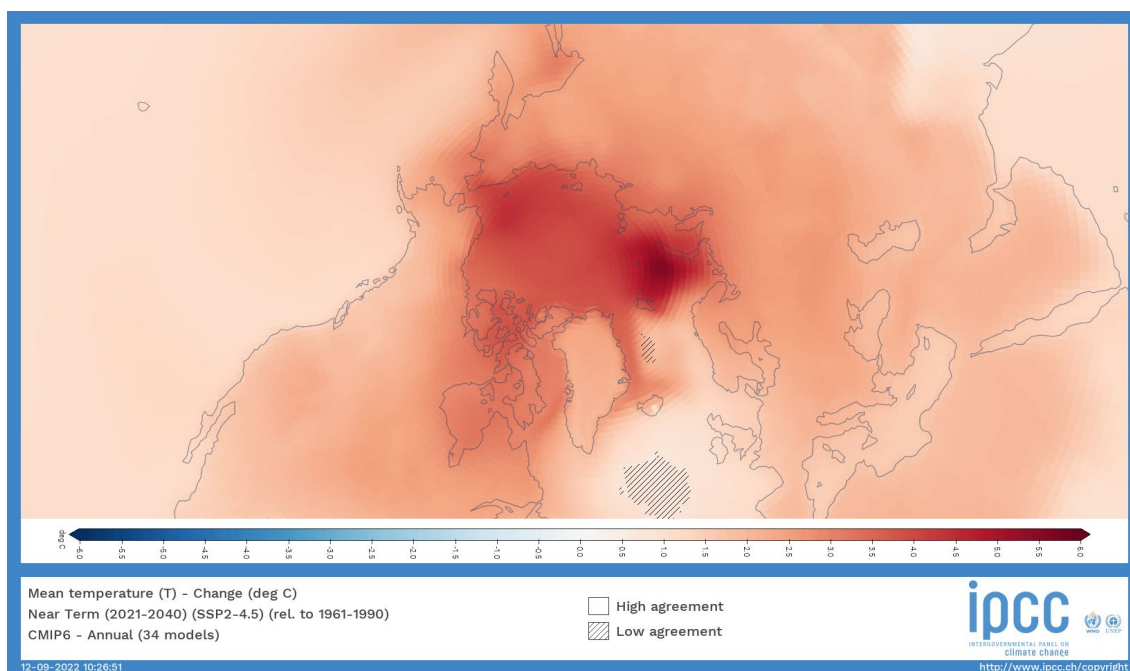 deg C
-6.0 -5.5 -5.0 -4.5 -4.0 -3.5 -3.0 -2.5 -2.0 -1.5 -1.0 -0.5 0.0 0.5 1.0 1.5 2.0 2.5 3.0 3.5 4.0 4.5 5.0 5.5 6.0
Mean temperature (T) - Change (deg C)
Near Term (2021-2040) (SSP2-4.5) (rel. to 1961-1990)
CMIP6 - Annual (34 models)
High agreement
Low agreement
ipcc
INTERGOVERNMENTAL PANEL ON
climate change
WMO UNEP
12-09-2022 10:26:51
http://www.ipcc.ch/copyright